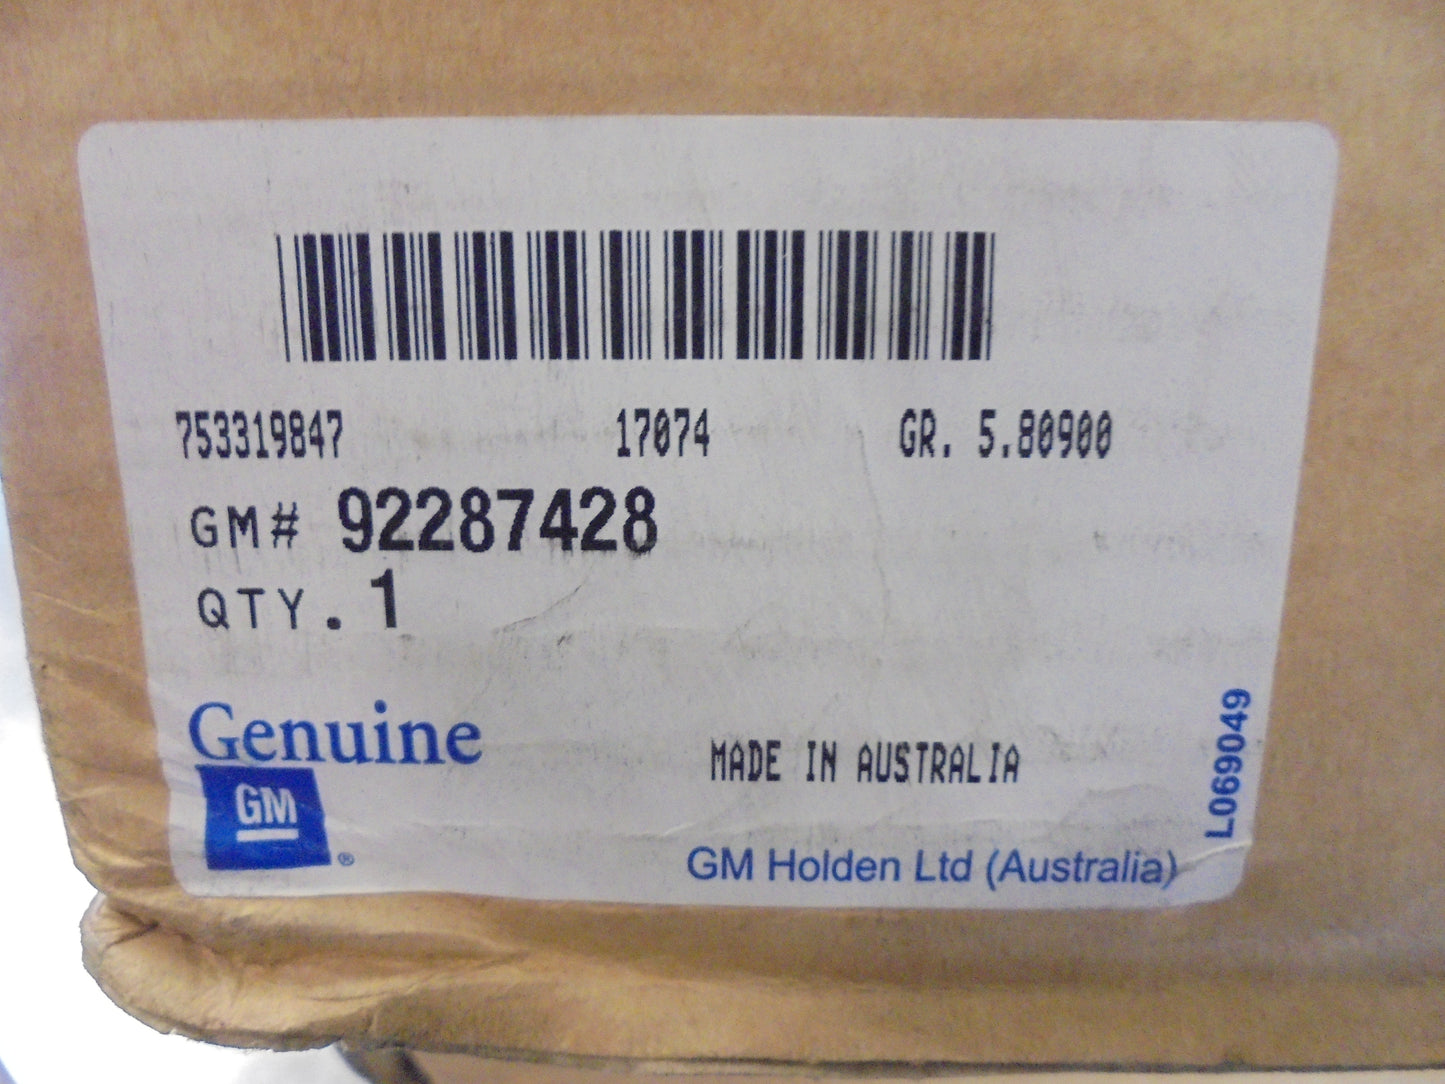 753319847 17074 GR. 5.80900
GM# 92287428
QTY. 1
Genuine
GM ®
MADE IN AUSTRALIA
GM Holden Ltd (Australia)
L069049